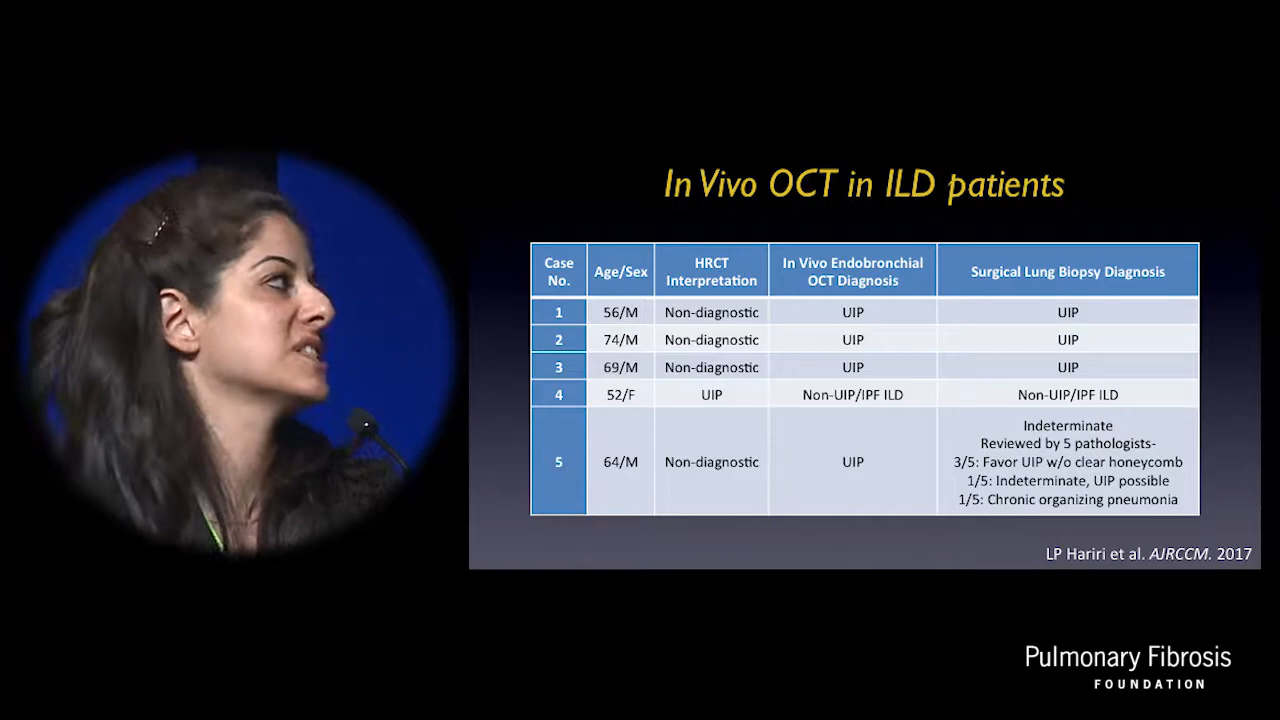 In Vivo OCT in ILD patients
Case No. Age/Sex HRCT Interpretation In Vivo Endobronchial OCT Diagnosis Surgical Lung Biopsy Diagnosis
1 56/M Non-diagnostic UIP UIP
2 74/M Non-diagnostic UIP UIP
3 69/M Non-diagnostic UIP UIP
4 52/F UIP Non-UIP/IPF ILD Non-UIP/IPF ILD
5 64/M Non-diagnostic UIP Indeterminate
Reviewed by 5 pathologists-
3/5: Favor UIP w/o clear honeycomb
1/5: Indeterminate, UIP possible
1/5: Chronic organizing pneumonia
LP Hariri et al. AJRCCM. 2017
Pulmonary Fibrosis
FOUNDATION